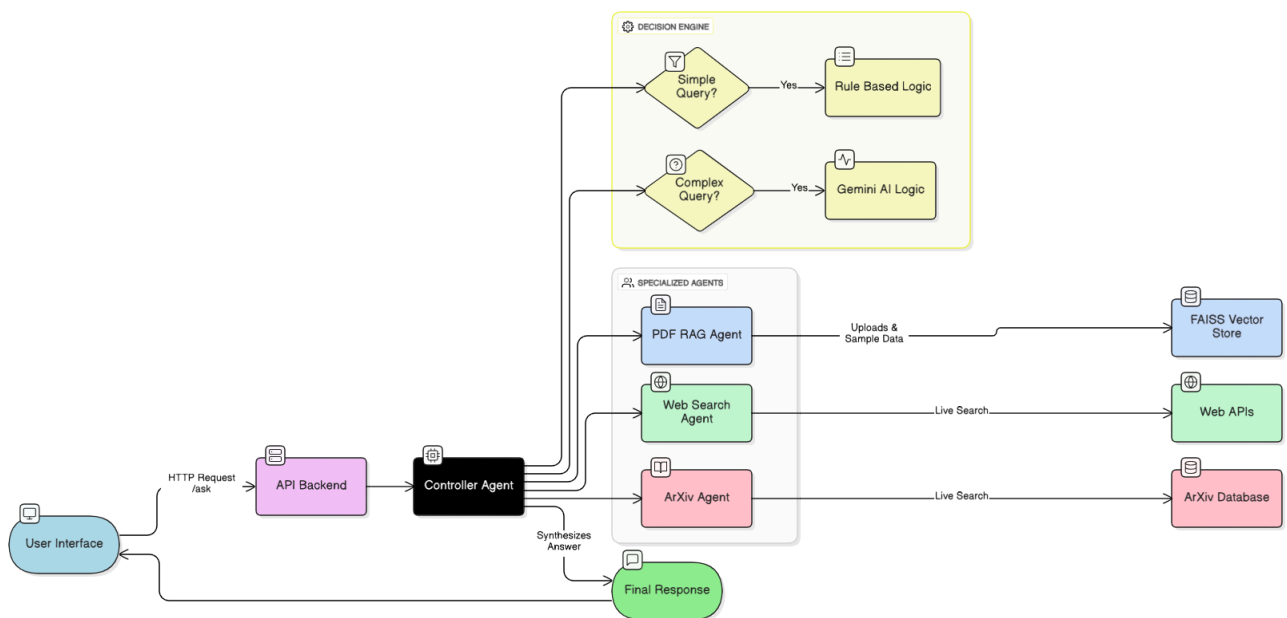 DECISION ENGINE
Simple
Query?
Yes
Rule Based Logic
Complex
Query?
Yes
Gemini AI Logic
SPECIALIZED AGENTS
PDF RAG Agent
Uploads &
Sample Data
FAISS Vector
Store
Web Search
Agent
Live Search
Web APIs
HTTP Request
/ask
API Backend
Controller Agent
ArXiv Agent
Live Search
ArXiv Database
User Interface
Synthesizes
Answer
Final Response